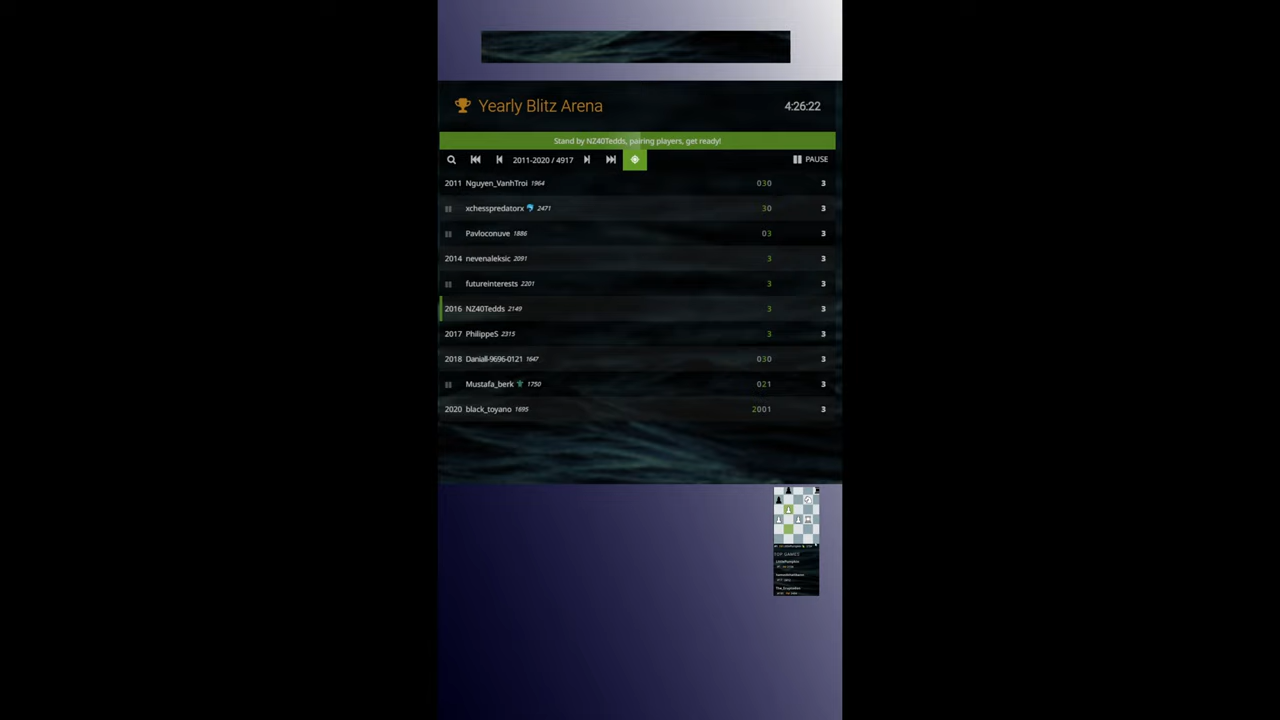 Yearly Blitz Arena 4:26:22
Stand by NZ40Tedds, pairing players, get ready!
2011-2020 / 4917 PAUSE
2011 Nguyen_VanhTroi 1964 030 3
xchesspredatorx 2471 30 3
Pavloconuve 1886 03 3
2014 nevenaleksic 2091 3 3
futureinterests 2201 3 3
2016 NZ40Tedds 2149 3 3
2017 PhilippeS 2315 3 3
2018 Daniall-9696-0121 1647 030 3
Mustafa_berk 1750 021 3
2020 black_toyano 1695 2001 3
TOP GAMES